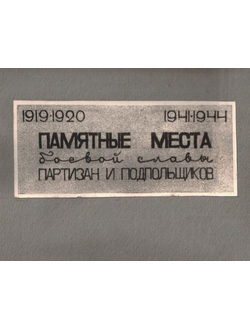 1919·1920 1941·1944
ПАМЯТНЫЕ МЕСТА
боевой славы
ПАРТИЗАН И ПОДПОЛЬЩИКОВ